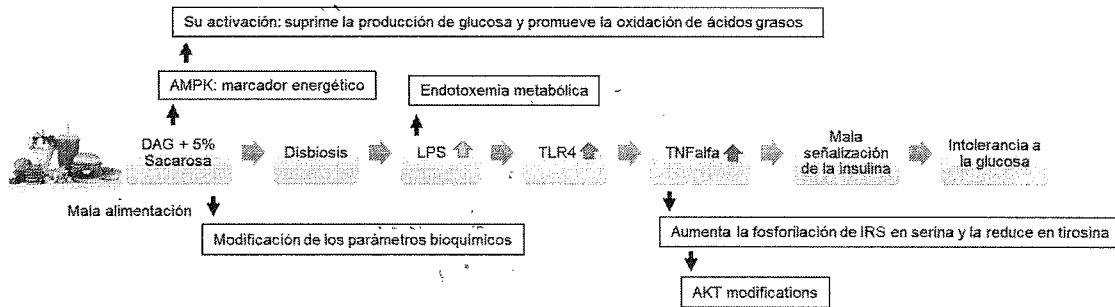 Su activación: suprime la producción de glucosa y promueve la oxidación de ácidos grasos
AMPK: marcador energético
Endotoxemia metabólica
DAG + 5%
Sacarosa
Disbiosis
LPS
TLR4
TNFalfa
Mala
señalización
de la insulina
Intolerancia a
la glucosa
Mala alimentación
Modificación de los parámetros bioquímicos
Aumenta la fosforilación de IRS en serina y la reduce en tirosina
AKT modifications